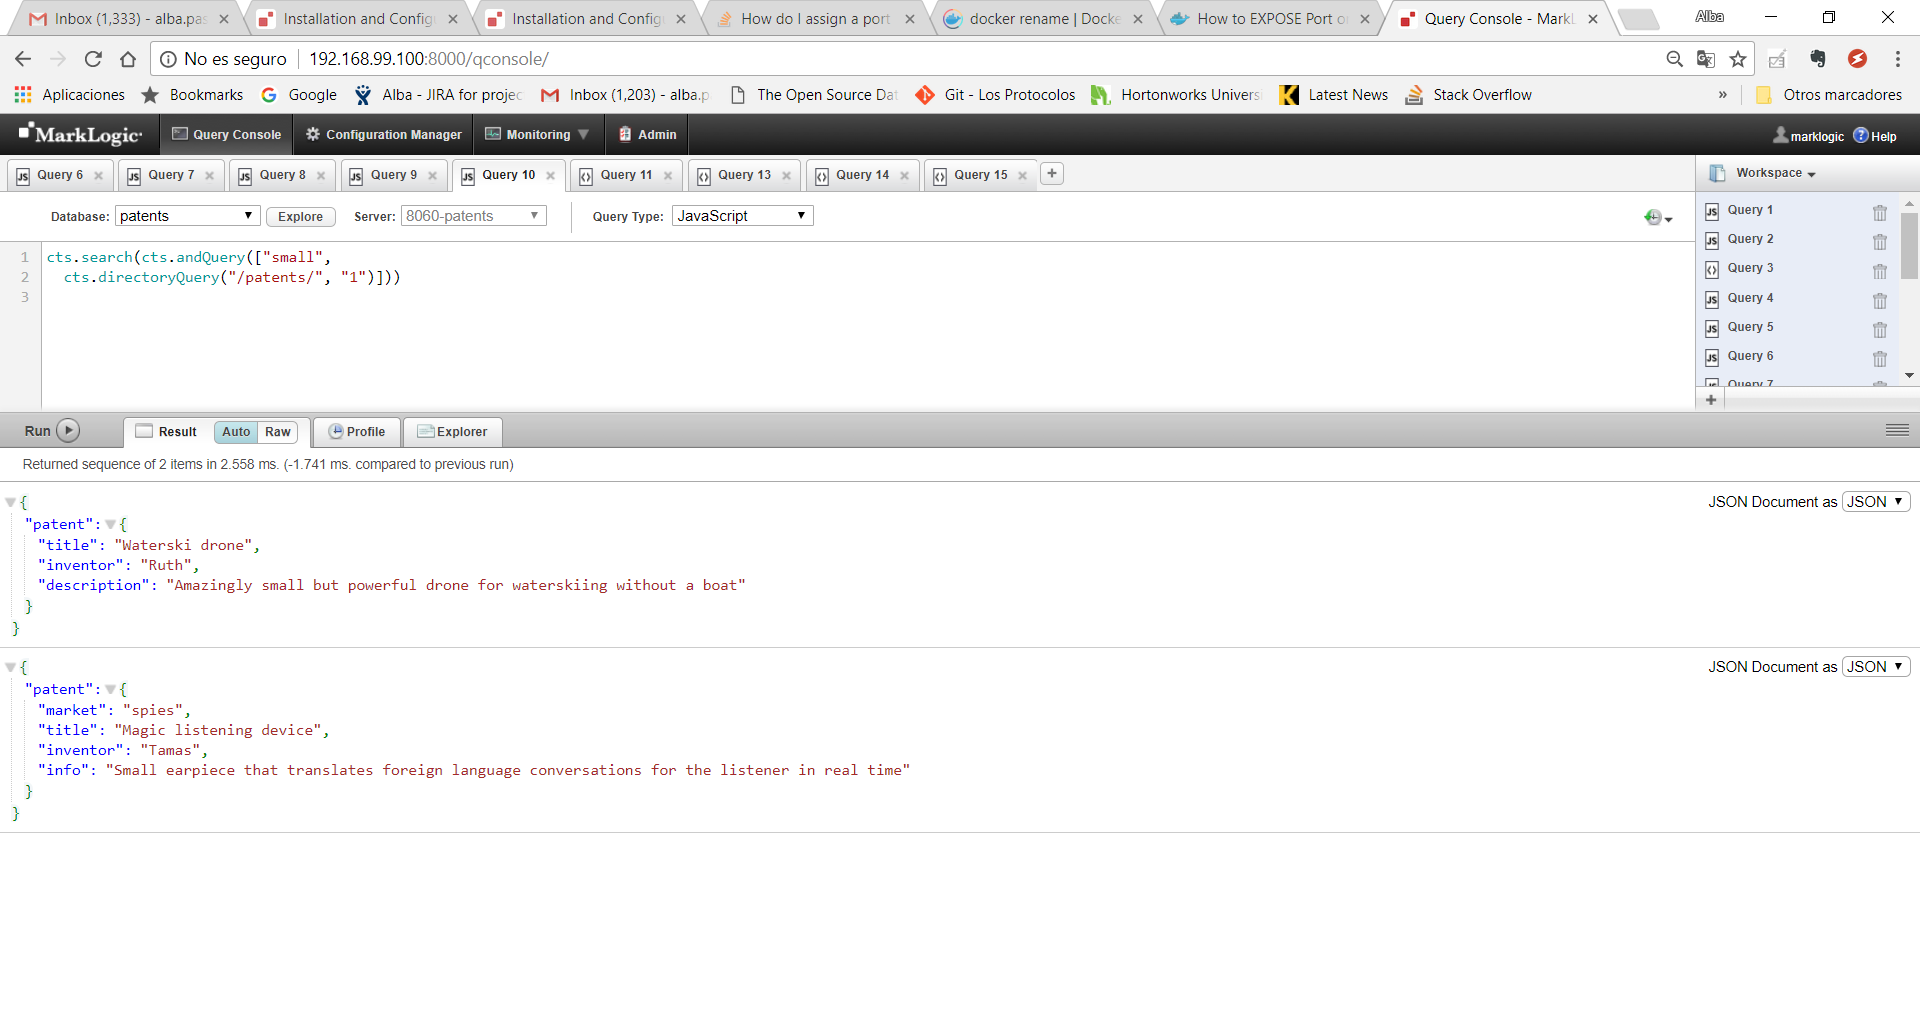 Inbox (1,333) - alba.pas
Installation and Configu
Installation and Configu
How do I assign a port
docker rename | Docke
How to EXPOSE Port o
Query Console - MarkL
Alba
No es seguro
192.168.99.100:8000/qconsole/
Aplicaciones
Bookmarks
Google
Alba - JIRA for projec
Inbox (1,203) - alba.p
The Open Source Dat
Git - Los Protocolos
Hortonworks Universi
Latest News
Stack Overflow
»
Otros marcadores
MarkLogic
Query Console
Configuration Manager
Monitoring
Admin
marklogic
Help
Query 6
Query 7
Query 8
Query 9
Query 10
Query 11
Query 13
Query 14
Query 15
Workspace
Database:
patents
Explore
Server:
8060-patents
Query Type:
JavaScript
Query 1
Query 2
Query 3
Query 4
Query 5
Query 6
Query 7
1 cts.search(cts.andQuery(["small",
2 cts.directoryQuery("/patents/", "1")]))
3
Run
Result
Auto
Raw
Profile
Explorer
Returned sequence of 2 items in 2.558 ms. (-1.741 ms. compared to previous run)
{
JSON Document as JSON
"patent": {
"title": "Waterski drone",
"inventor": "Ruth",
"description": "Amazingly small but powerful drone for waterskiing without a boat"
}
}
{
JSON Document as JSON
"patent": {
"market": "spies",
"title": "Magic listening device",
"inventor": "Tamas",
"info": "Small earpiece that translates foreign language conversations for the listener in real time"
}
}